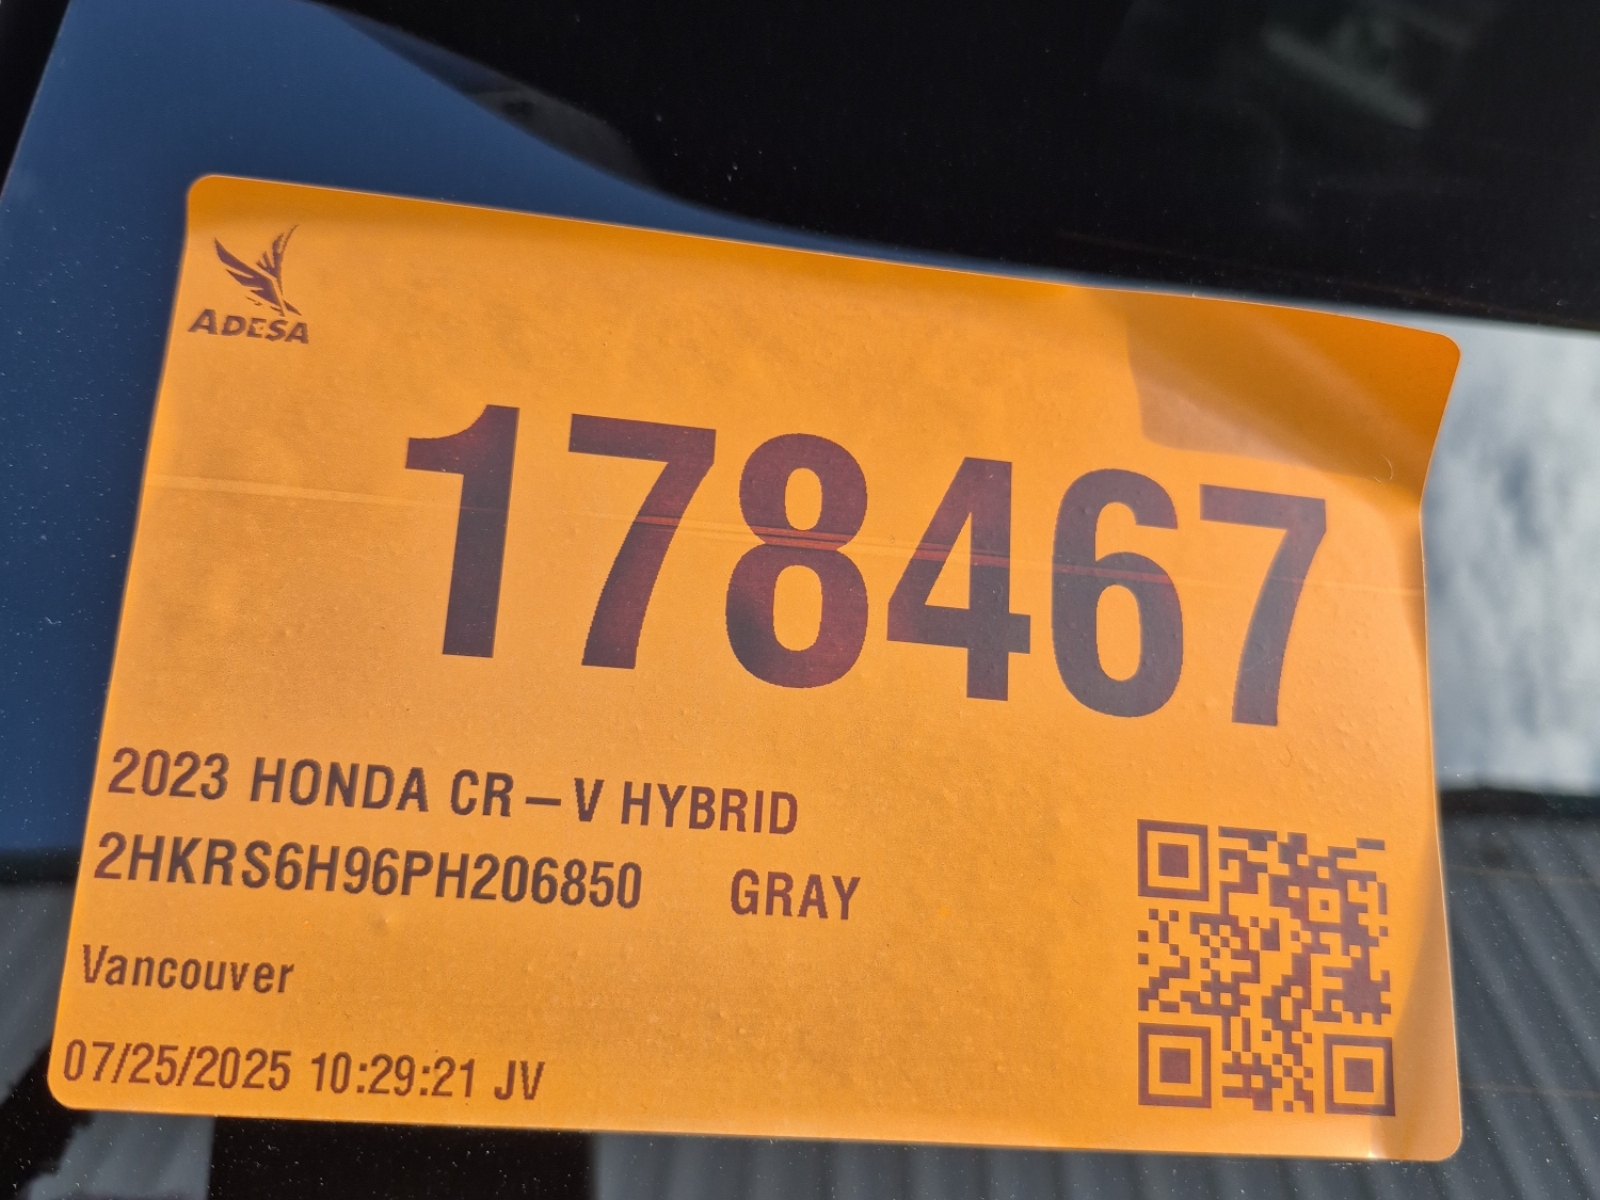 ADESA
178467
2023 HONDA CR-V HYBRID
2HKRS6H96PH206850 GRAY
Vancouver
07/25/2025 10:29:21 JV